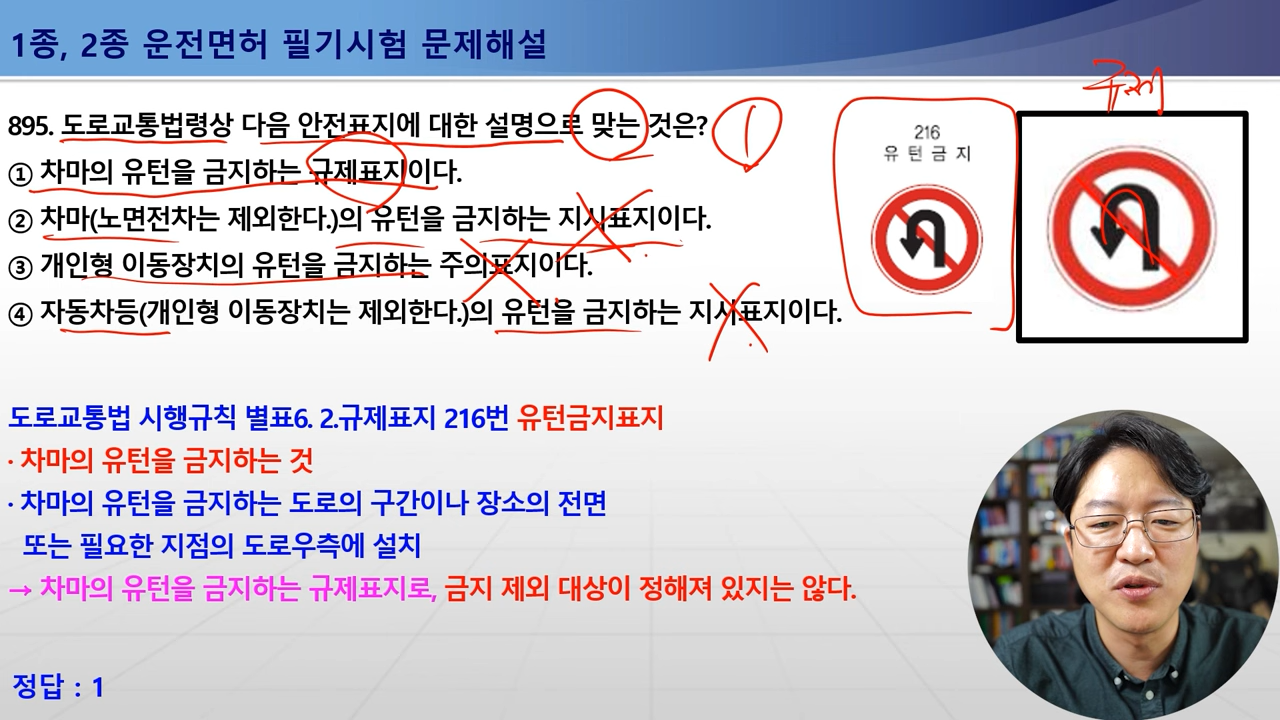 1종, 2종 운전면허 필기시험 문제해설
규제
895. 도로교통법령상 다음 안전표지에 대한 설명으로 맞는 것은?
①
① 차마의 유턴을 금지하는 규제표지이다.
② 차마(노면전차는 제외한다.)의 유턴을 금지하는 지시표지이다.
③ 개인형 이동장치의 유턴을 금지하는 주의표지이다.
④ 자동차등(개인형 이동장치는 제외한다.)의 유턴을 금지하는 지시표지이다.
216
유 턴 금 지
도로교통법 시행규칙 별표6. 2.규제표지 216번 유턴금지표지
· 차마의 유턴을 금지하는 것
· 차마의 유턴을 금지하는 도로의 구간이나 장소의 전면
또는 필요한 지점의 도로우측에 설치
→ 차마의 유턴을 금지하는 규제표지로, 금지 제외 대상이 정해져 있지는 않다.
정답 : 1